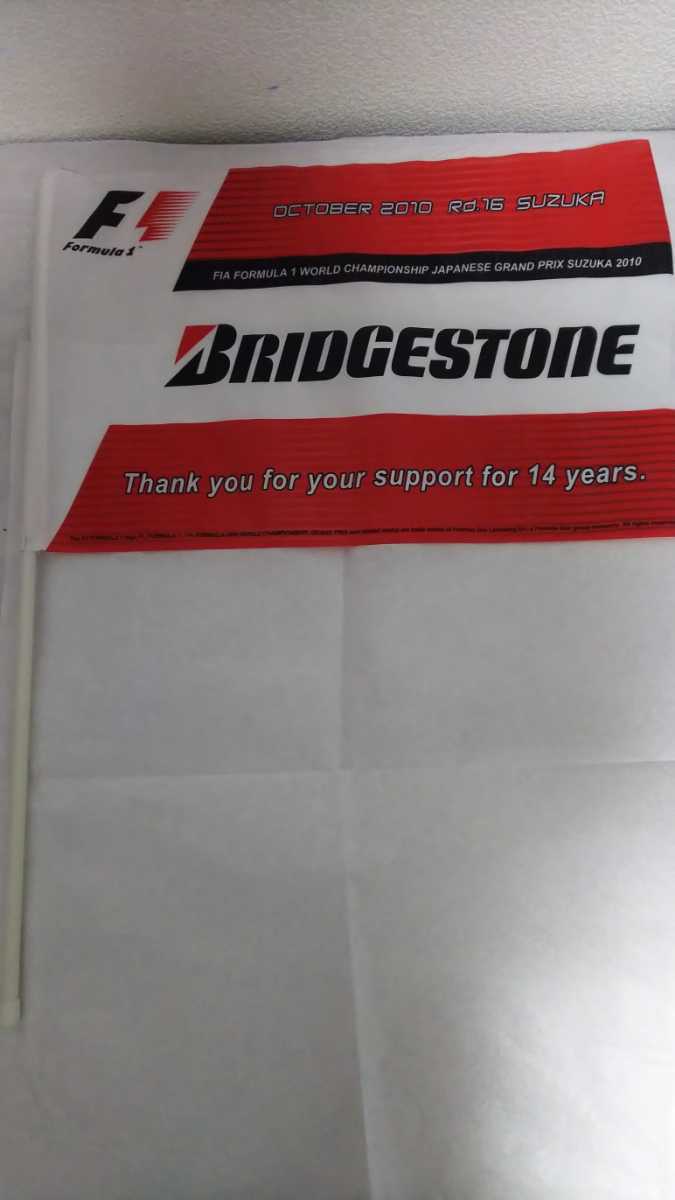 F1
Formula 1™
OCTOBER 2010 Rd.16 SUZUKA
FIA FORMULA 1 WORLD CHAMPIONSHIP JAPANESE GRAND PRIX SUZUKA 2010
BRIDGESTONE
Thank you for your support for 14 years.